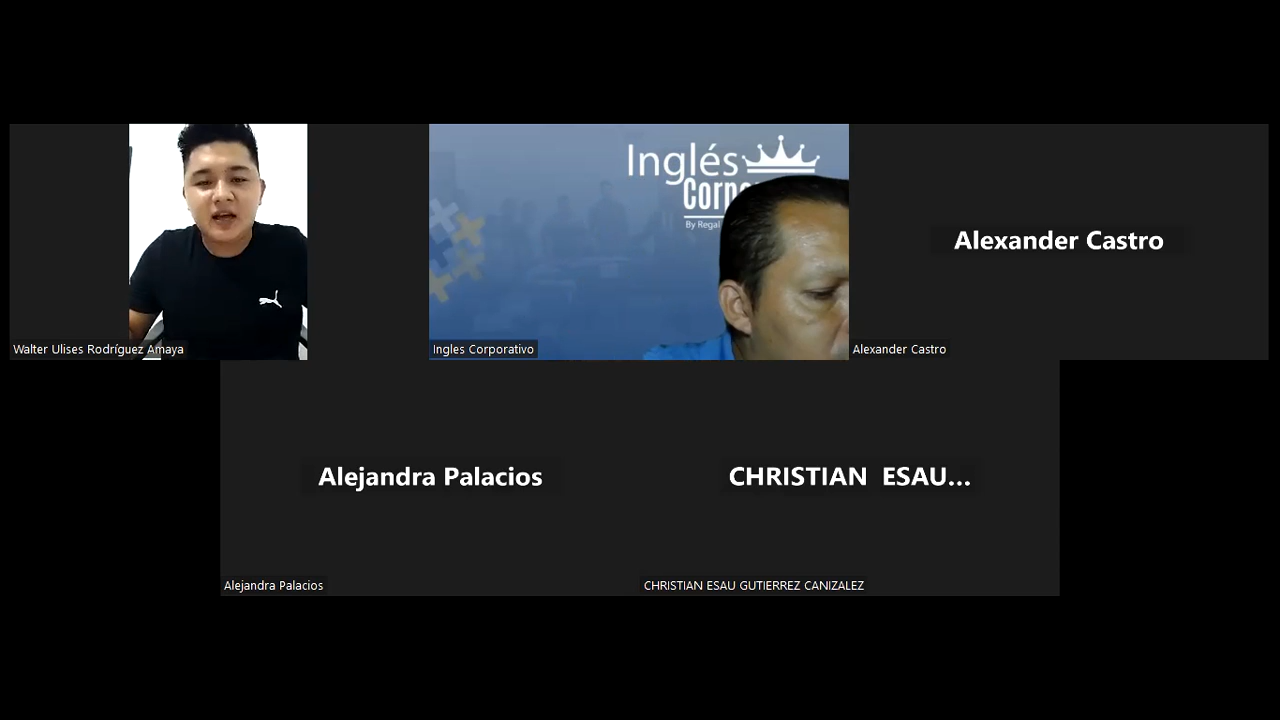 Inglés
Corpo
By Regal
Walter Ulises Rodríguez Amaya
Ingles Corporativo
Alexander Castro
Alexander Castro
Alejandra Palacios
CHRISTIAN ESAU...
Alejandra Palacios
CHRISTIAN ESAU GUTIERREZ CANIZALEZ